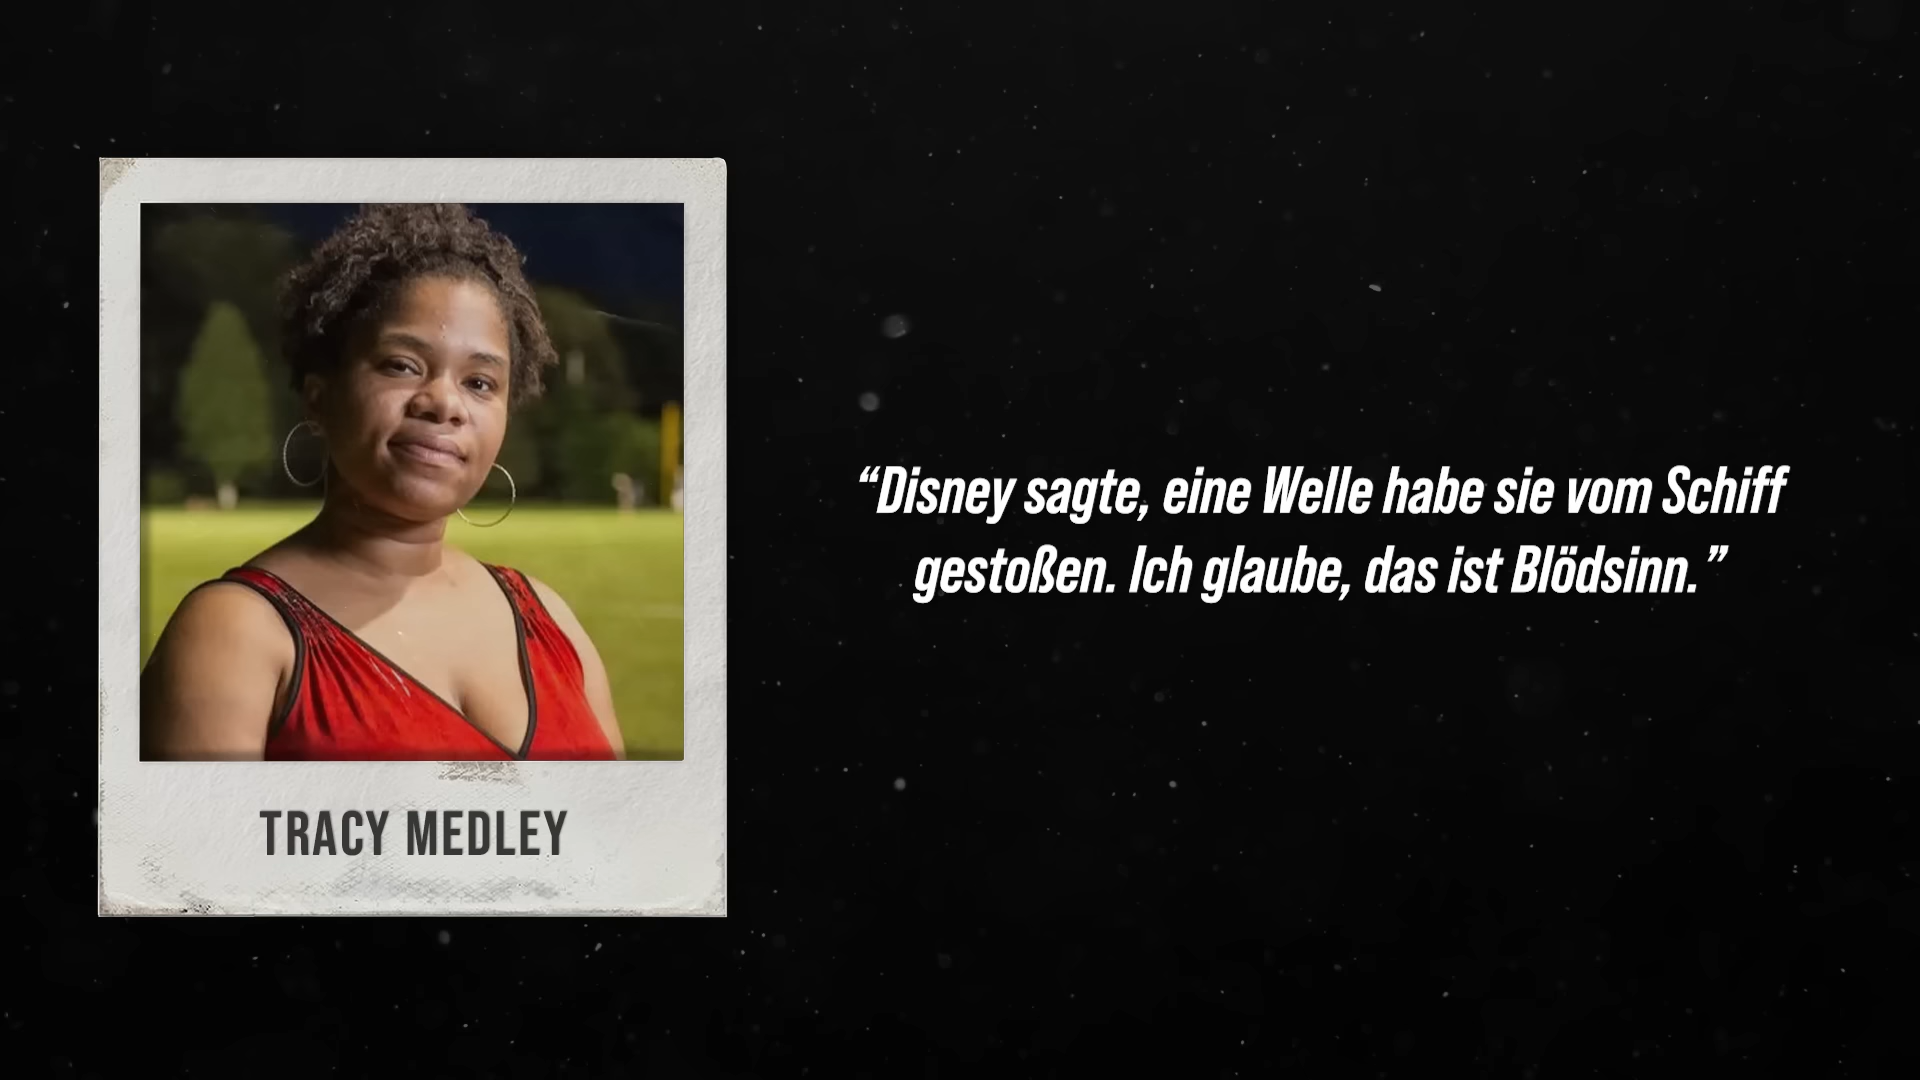 “Disney sagte, eine Welle habe sie vom Schiff
gestoßen. Ich glaube, das ist Blödsinn.”
TRACY MEDLEY